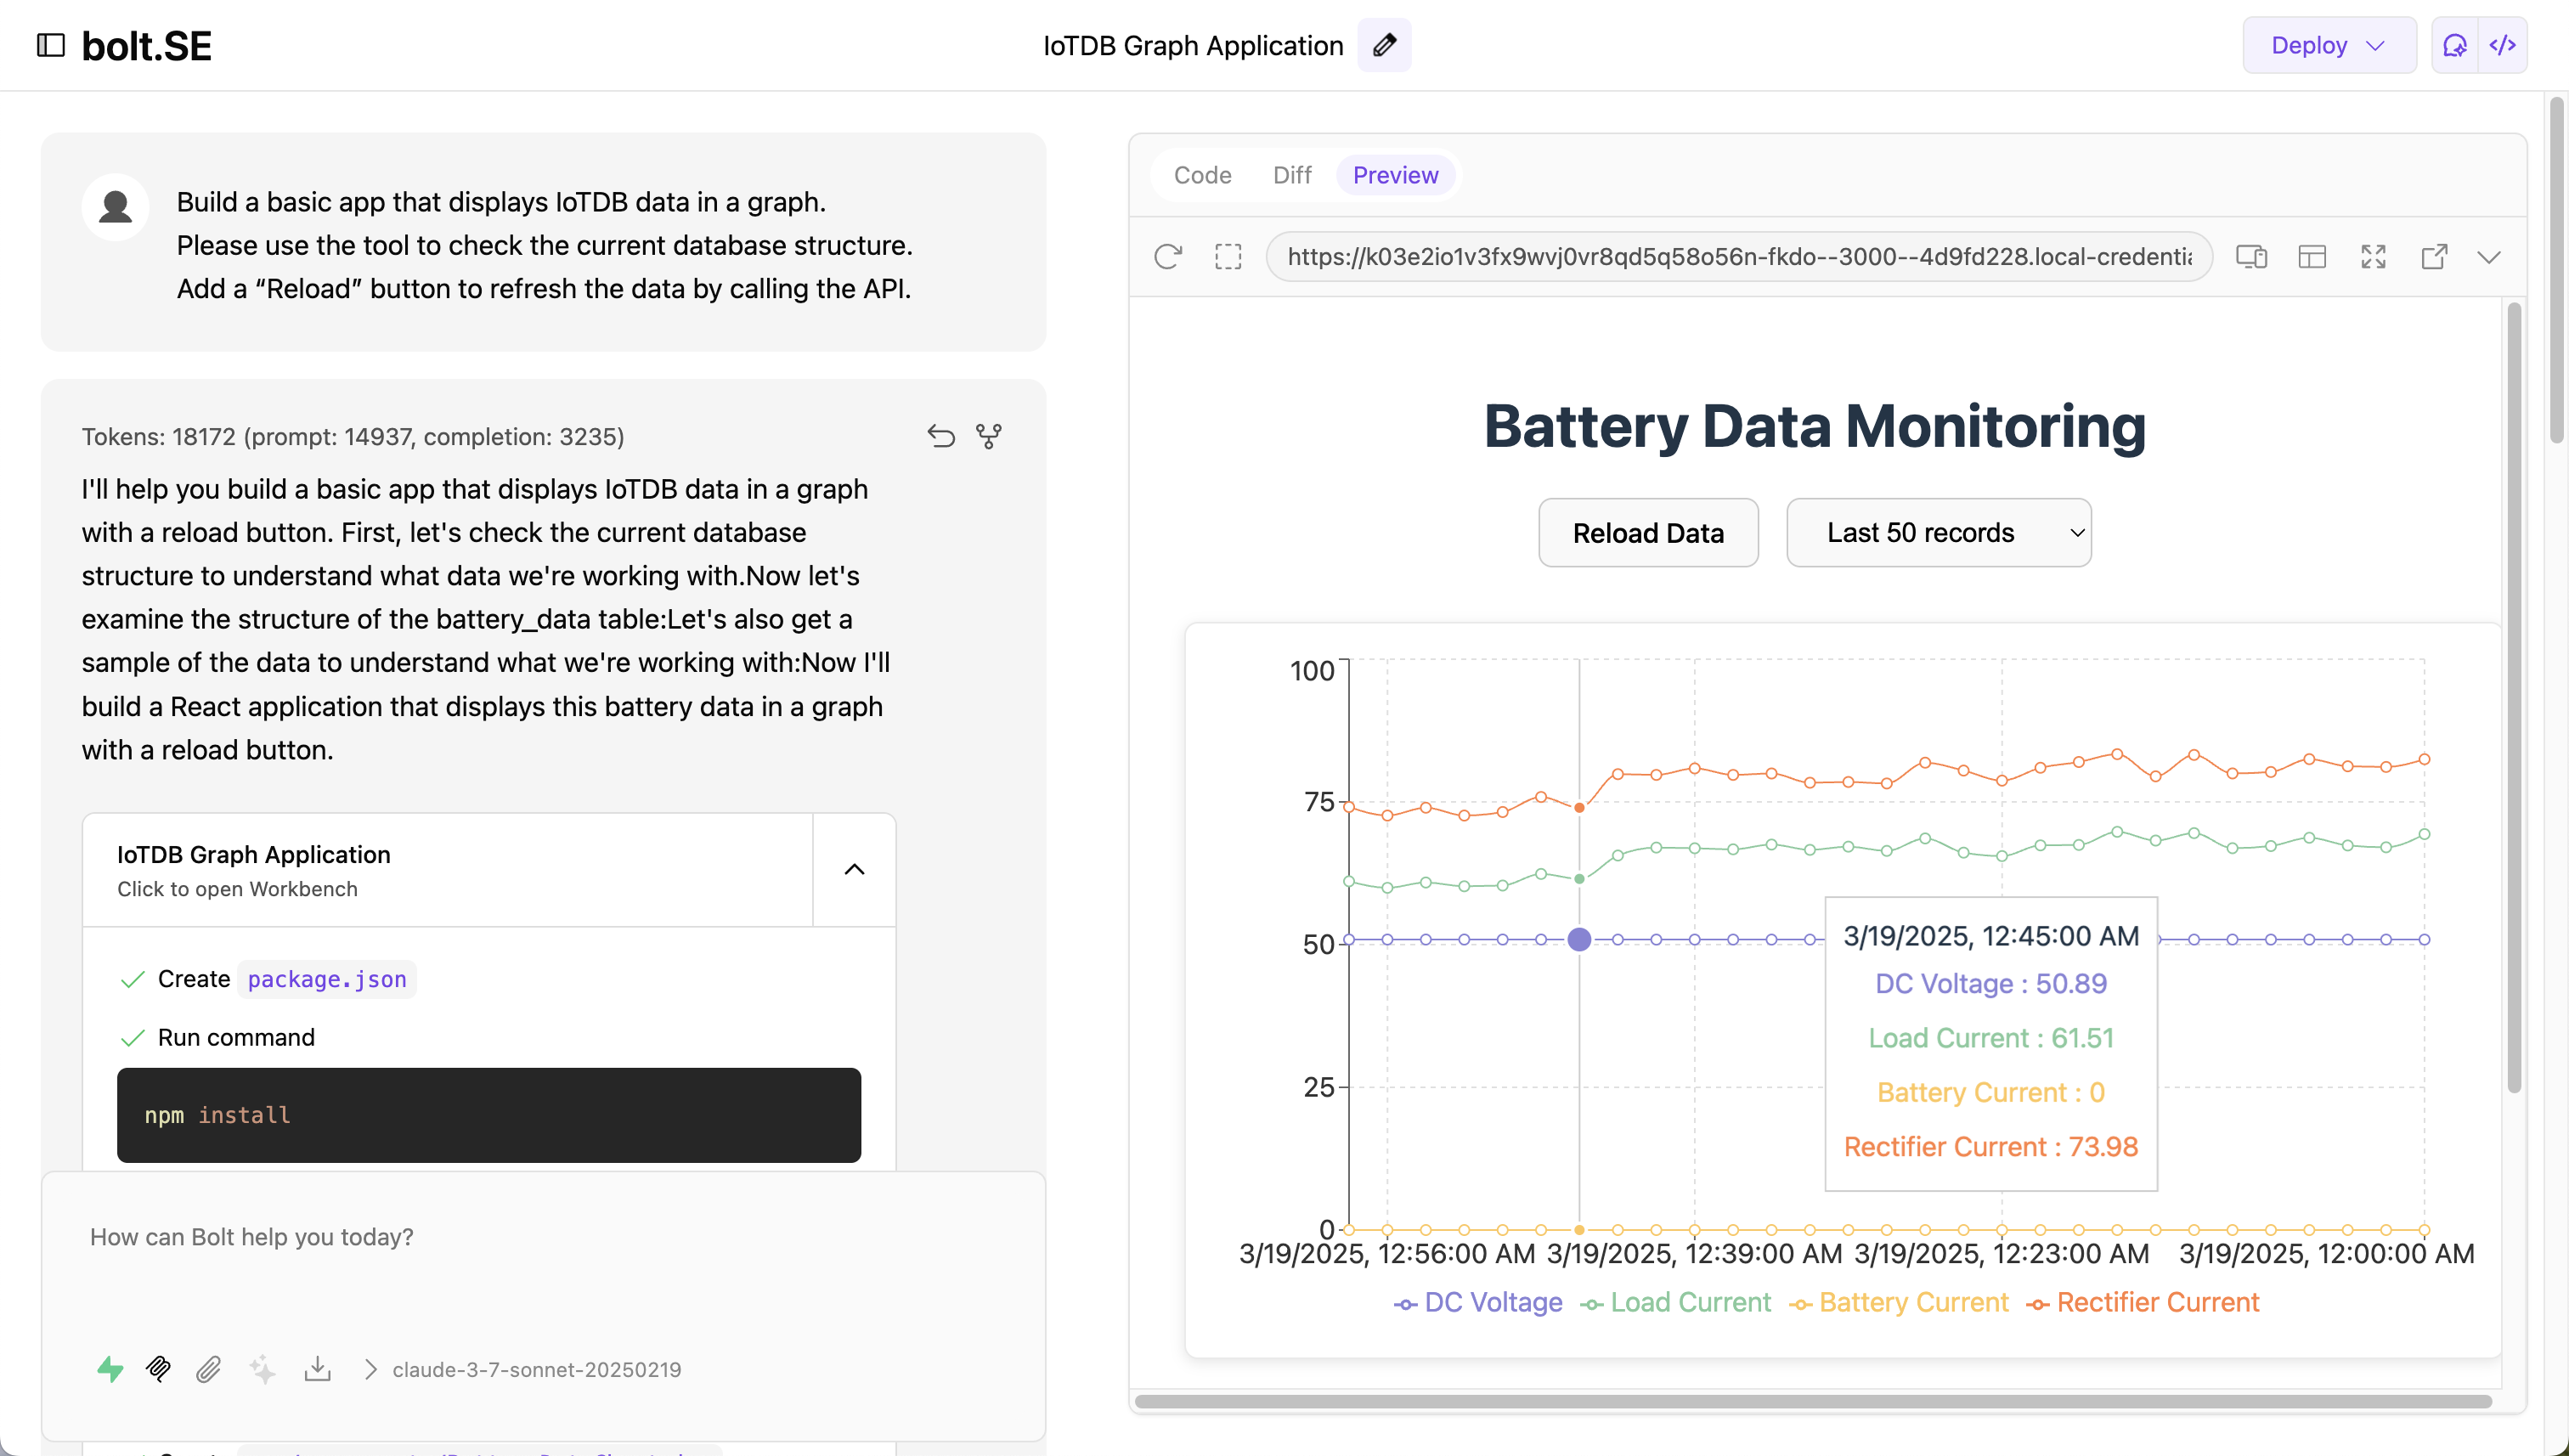 bolt.SE
IoTDB Graph Application
Deploy
Build a basic app that displays IoTDB data in a graph.
Please use the tool to check the current database structure.
Add a “Reload” button to refresh the data by calling the API.
Tokens: 18172 (prompt: 14937, completion: 3235)
I'll help you build a basic app that displays IoTDB data in a graph
with a reload button. First, let's check the current database
structure to understand what data we're working with.Now let's
examine the structure of the battery_data table:Let's also get a
sample of the data to understand what we're working with:Now I'll
build a React application that displays this battery data in a graph
with a reload button.
IoTDB Graph Application
Click to open Workbench
Create package.json
Run command
npm install
How can Bolt help you today?
claude-3-7-sonnet-20250219
Code Diff Preview
https://k03e2io1v3fx9wvj0vr8qd5q58o56n-fkdo--3000--4d9fd228.local-credentia
Battery Data Monitoring
Reload Data
Last 50 records
100
75
50
25
0
3/19/2025, 12:45:00 AM
DC Voltage : 50.89
Load Current : 61.51
Battery Current : 0
Rectifier Current : 73.98
3/19/2025, 12:56:00 AM 3/19/2025, 12:39:00 AM 3/19/2025, 12:23:00 AM 3/19/2025, 12:00:00 AM
DC Voltage Load Current Battery Current Rectifier Current